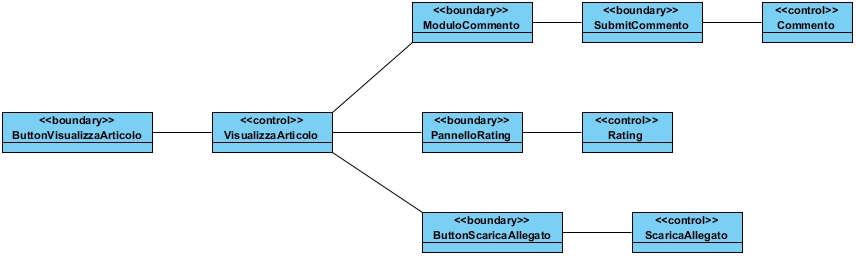 <<boundary>>
ModuloCommento
<<boundary>>
SubmitCommento
<<control>>
Commento
<<boundary>>
ButtonVisualizzaArticolo
<<control>>
VisualizzaArticolo
<<boundary>>
PannelloRating
<<control>>
Rating
<<boundary>>
ButtonScaricaAllegato
<<control>>
ScaricaAllegato